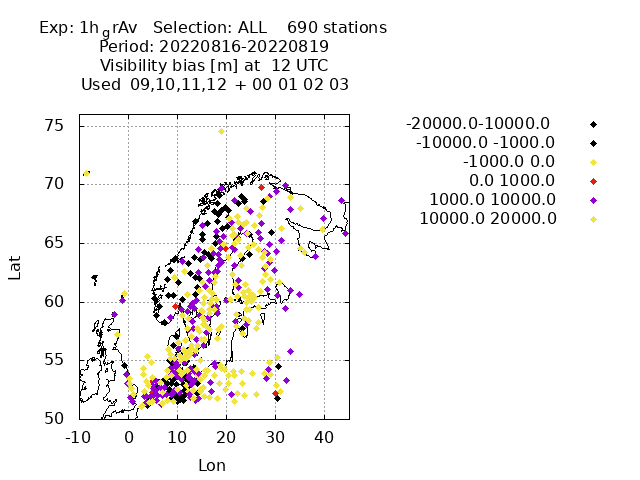 Exp: 1h_grAv   Selection: ALL    690 stations
Period: 20220816-20220819
Visibility bias [m] at  12 UTC
Used  09,10,11,12  + 00 01 02 03
-20000.0-10000.0
-10000.0 -1000.0
-1000.0 0.0
0.0 1000.0
1000.0 10000.0
10000.0 20000.0
75
70
65
60
55
50
Lat
-10 0 10 20 30 40
Lon